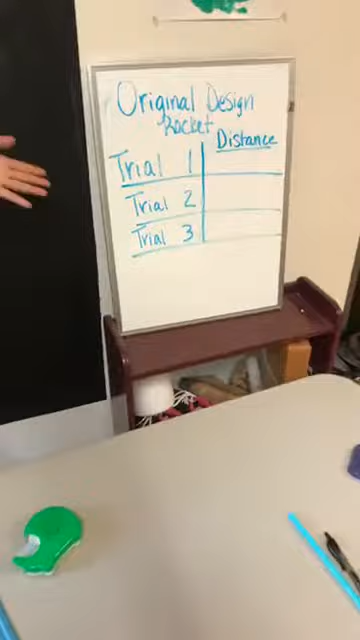 Original Design
Rocket
Distance
Trial 1
Trial 2
Trial 3